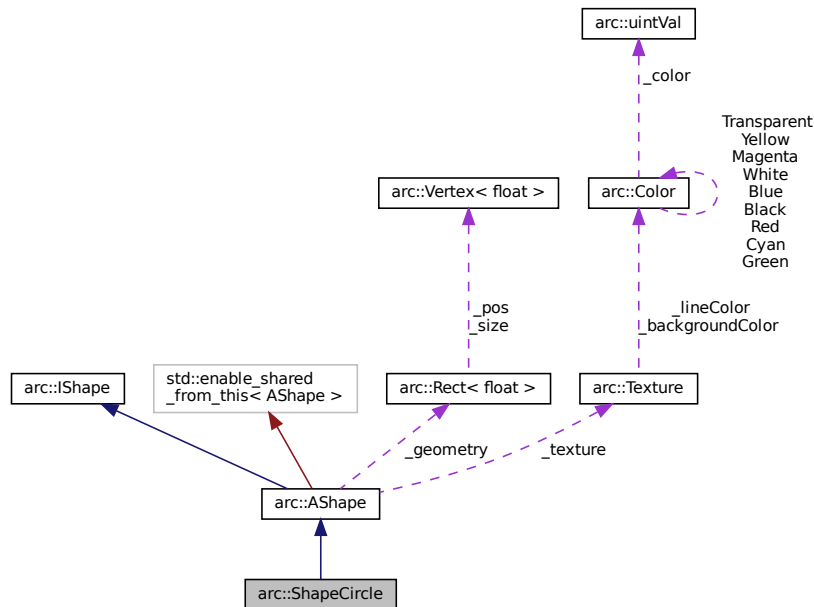 arc::uintVal
_color
Transparent
Yellow
Magenta
White
Blue
Black
Red
Cyan
Green
arc::Vertex< float >
arc::Color
_pos
_size
_lineColor
_backgroundColor
arc::IShape
std::enable_shared
_from_this< AShape >
arc::Rect< float >
arc::Texture
_geometry
_texture
arc::AShape
arc::ShapeCircle